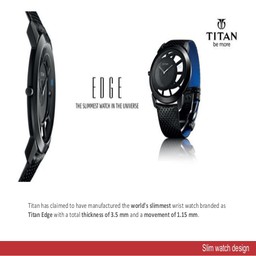 TITAN
be more
EDGE
THE SLIMMEST WATCH IN THE UNIVERSE
Titan has claimed to have manufactured the world's slimmest wrist watch branded as
Titan Edge with a total thickness of 3.5 mm and a movement of 1.15 mm.
Slim watch design